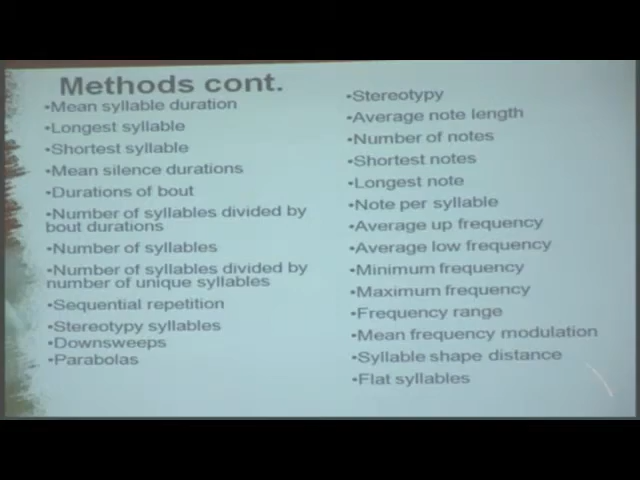 Methods cont.
•Mean syllable duration
•Longest syllable
•Shortest syllable
•Mean silence durations
•Durations of bout
•Number of syllables divided by
bout durations
•Number of syllables
•Number of syllables divided by
number of unique syllables
•Sequential repetition
•Stereotypy syllables
•Downsweeps
•Parabolas
•Stereotypy
•Average note length
•Number of notes
•Shortest notes
•Longest note
•Note per syllable
•Average up frequency
•Average low frequency
•Minimum frequency
•Maximum frequency
•Frequency range
•Mean frequency modulation
•Syllable shape distance
•Flat syllables